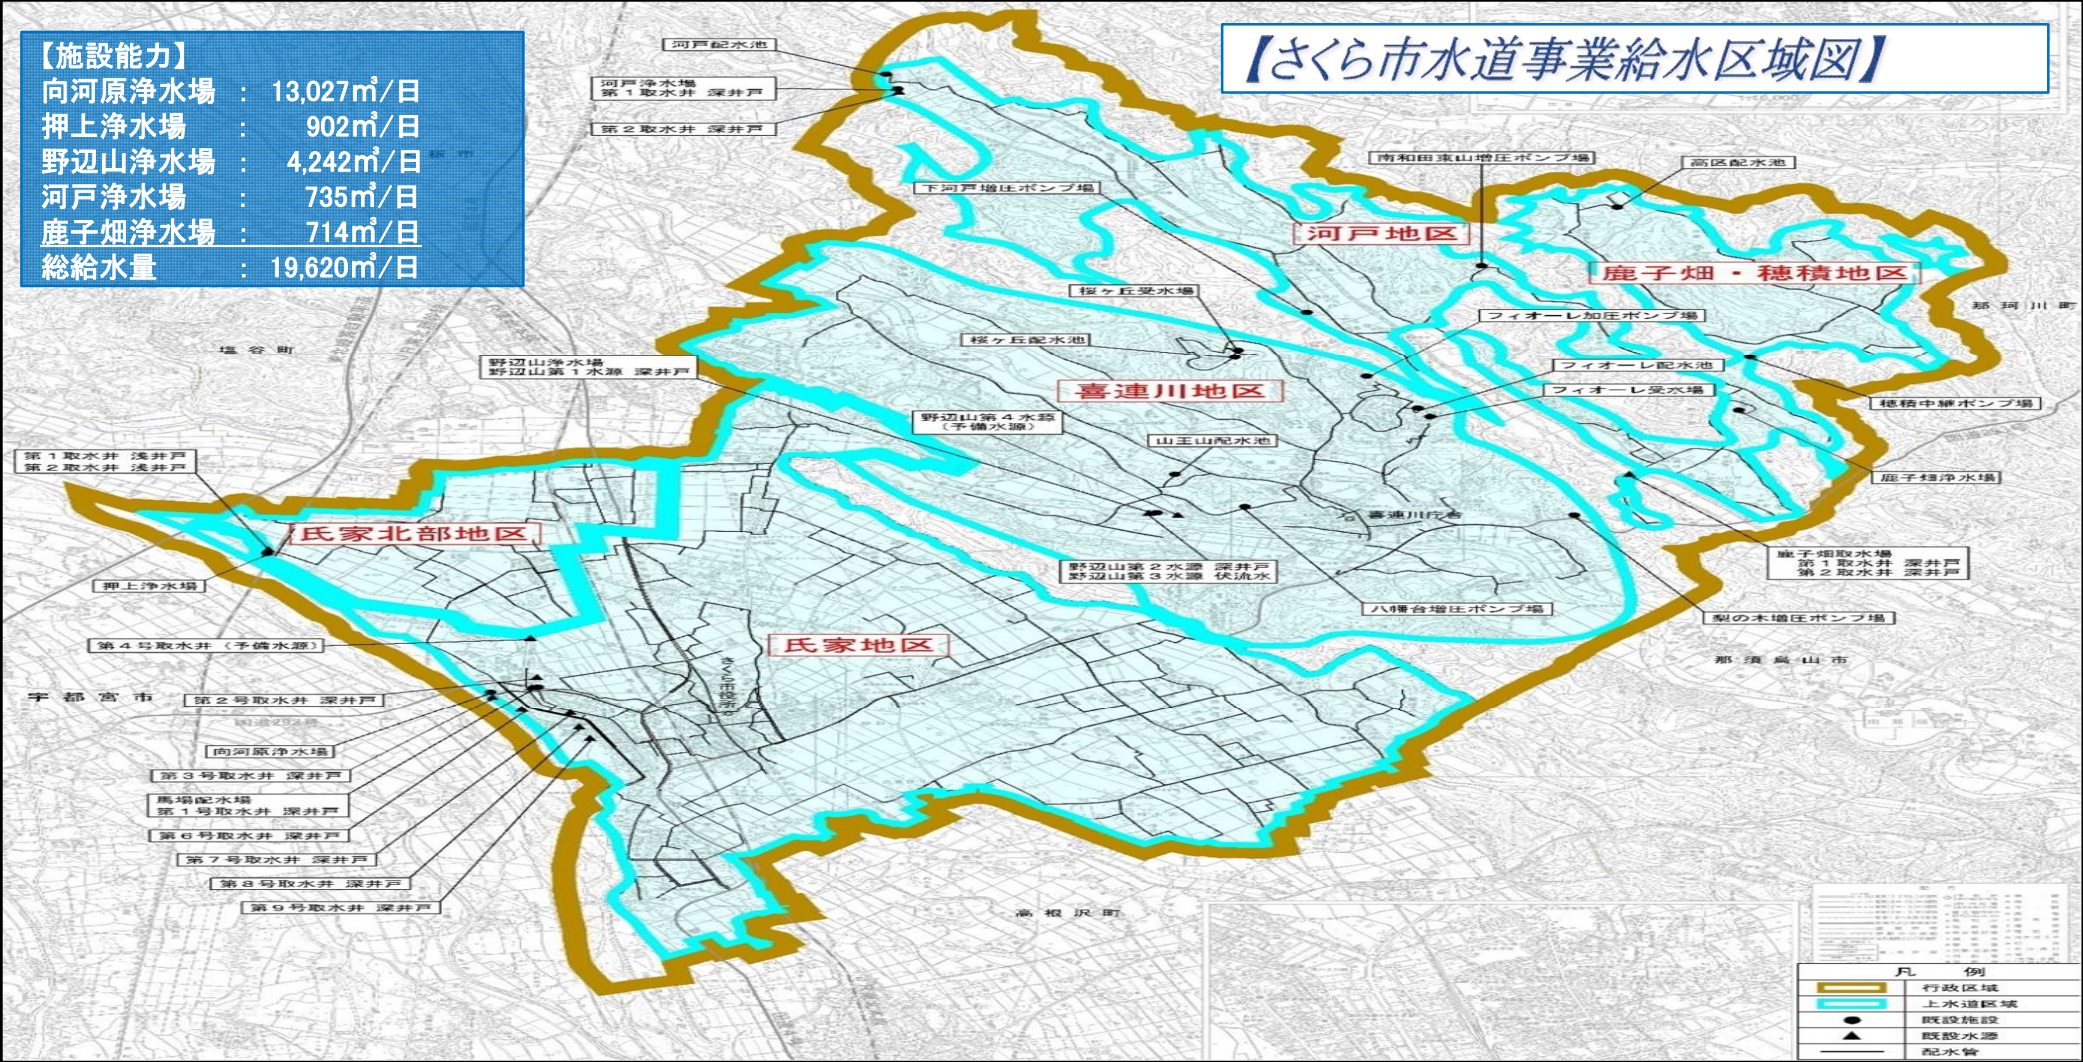 【さくら市水道事業給水区域図】
【施設能力】
向河原浄水場 ： 13,027㎥/日
押上浄水場 ： 902㎥/日
野辺山浄水場 ： 4,242㎥/日
河戸浄水場 ： 735㎥/日
鹿子畑浄水場 ： 714㎥/日
総給水量 ： 19,620㎥/日
河戸配水池
河戸浄水場
第１取水井 深井戸
第２取水井 深井戸
下河戸増圧ポンプ場
南和田東山増圧ポンプ場
高区配水池
河戸地区
鹿子畑・穂積地区
那珂川町
桜ヶ丘受水場
フィオーレ加圧ポンプ場
桜ヶ丘配水池
塩谷町
野辺山浄水場
野辺山第１水源 深井戸
フィオーレ配水池
フィオーレ受水場
喜連川地区
穂積中継ポンプ場
野辺山第４水源
（予備水源）
山王山配水池
第１取水井 浅井戸
第２取水井 浅井戸
鹿子畑浄水場
喜連川庁舎
氏家北部地区
鹿子畑取水場
第１取水井 深井戸
第２取水井 深井戸
野辺山第２水源 深井戸
野辺山第３水源 伏流水
押上浄水場
八幡台増圧ポンプ場
梨の木増圧ポンプ場
第４号取水井（予備水源）
氏家地区
那須烏山市
さくら市役所
宇都宮市
第２号取水井 深井戸
向河原浄水場
第３号取水井 深井戸
馬場配水場
第１号取水井 深井戸
第６号取水井 深井戸
第７号取水井 深井戸
第８号取水井 深井戸
第９号取水井 深井戸
高根沢町
凡 例
行政区域
上水道区域
既設施設
既設水源
配水管